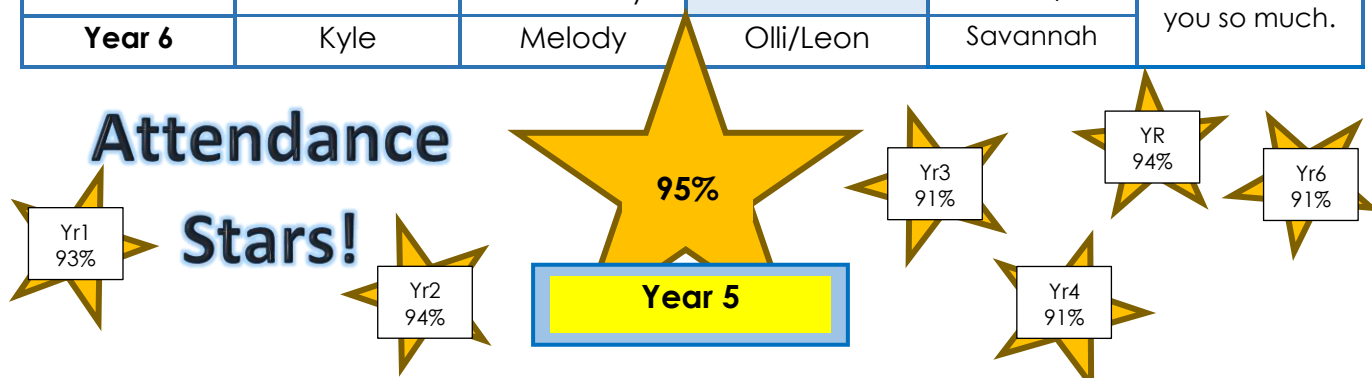 you so much.
Year 6 Kyle Melody Olli/Leon Savannah
Attendance
Stars!
95%
Year 5
Yr1
93%
Yr2
94%
Yr3
91%
YR
94%
Yr4
91%
Yr6
91%